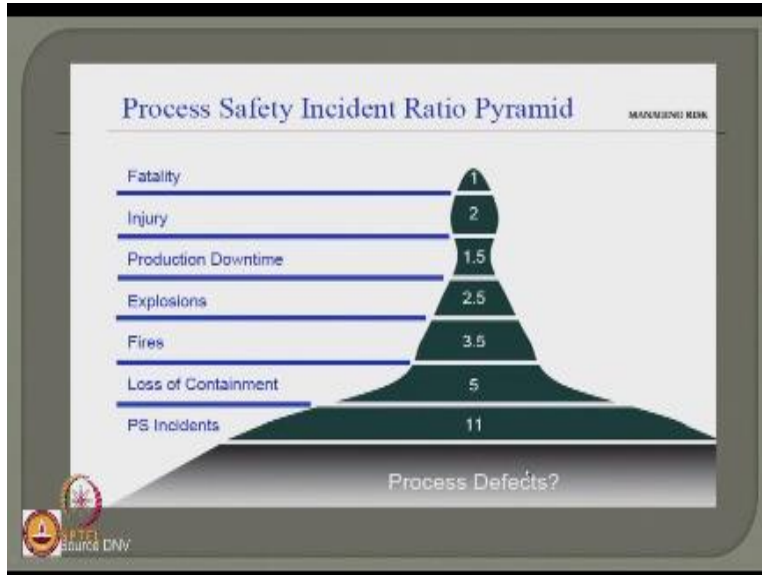 Process Safety Incident Ratio Pyramid
MANAGING RISK
Fatality
1
Injury
2
Production Downtime
1.5
Explosions
2.5
Fires
3.5
Loss of Containment
5
PS Incidents
11
Process Defects?
NPTEL
Source DNV